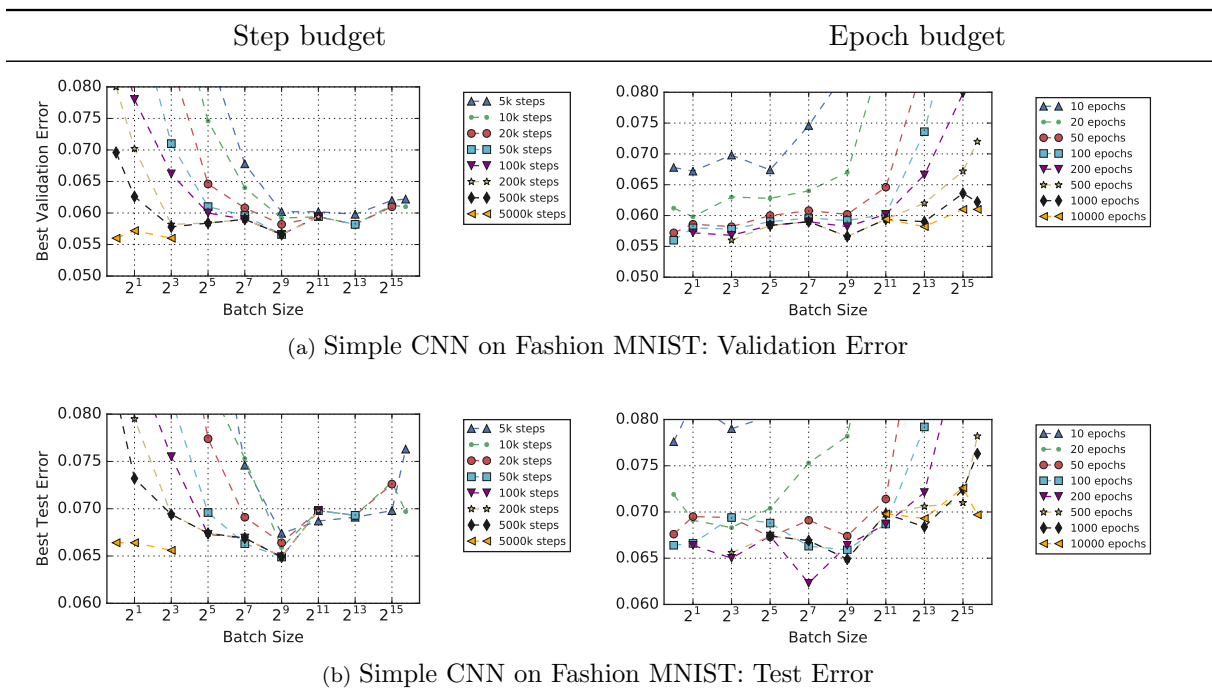 Step budget
Epoch budget
Best Validation Error
0.080
0.075
0.070
0.065
0.060
0.055
0.050
2^1 2^3 2^5 2^7 2^9 2^11 2^13 2^15
Batch Size
5k steps
10k steps
20k steps
50k steps
100k steps
200k steps
500k steps
5000k steps
0.080
0.075
0.070
0.065
0.060
0.055
0.050
2^1 2^3 2^5 2^7 2^9 2^11 2^13 2^15
Batch Size
10 epochs
20 epochs
50 epochs
100 epochs
200 epochs
500 epochs
1000 epochs
10000 epochs
(a) Simple CNN on Fashion MNIST: Validation Error
Best Test Error
0.080
0.075
0.070
0.065
0.060
2^1 2^3 2^5 2^7 2^9 2^11 2^13 2^15
Batch Size
5k steps
10k steps
20k steps
50k steps
100k steps
200k steps
500k steps
5000k steps
0.080
0.075
0.070
0.065
0.060
2^1 2^3 2^5 2^7 2^9 2^11 2^13 2^15
Batch Size
10 epochs
20 epochs
50 epochs
100 epochs
200 epochs
500 epochs
1000 epochs
10000 epochs
(b) Simple CNN on Fashion MNIST: Test Error